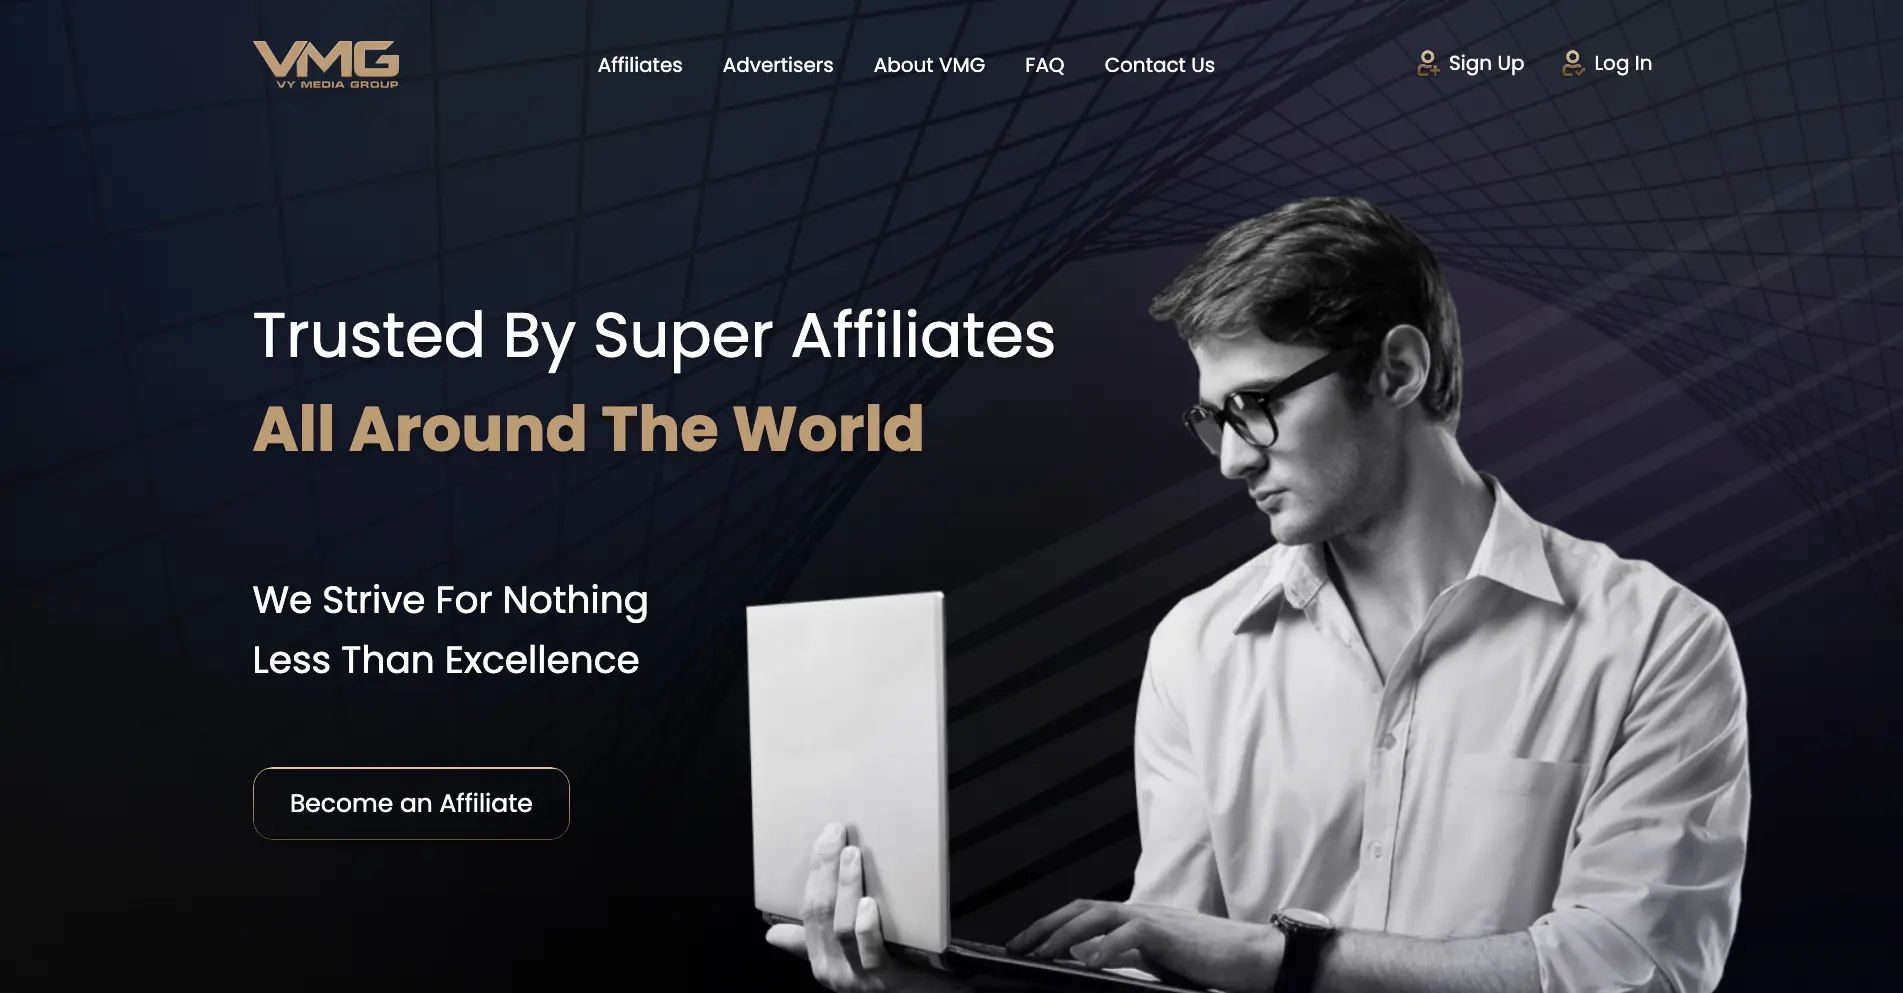 VMG
VY MEDIA GROUP
Affiliates
Advertisers
About VMG
FAQ
Contact Us
Sign Up
Log In
Trusted By Super Affiliates
All Around The World
We Strive For Nothing
Less Than Excellence
Become an Affiliate